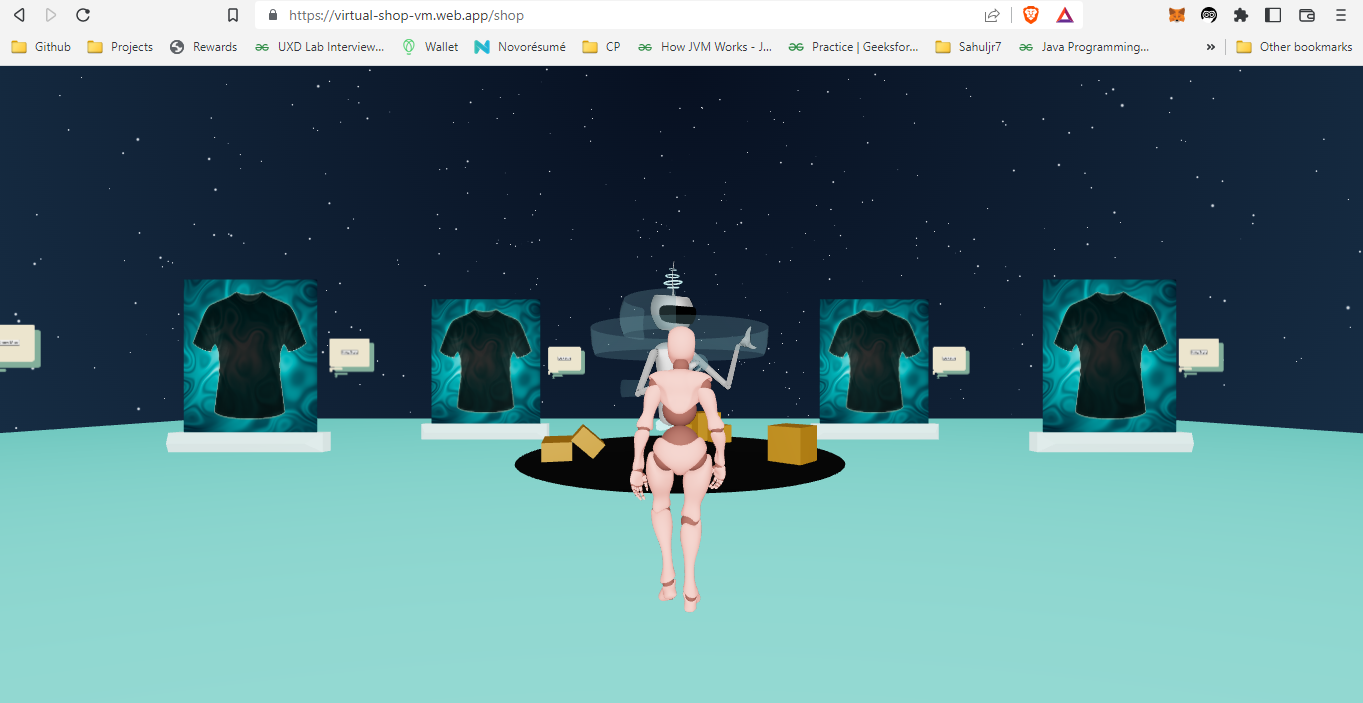 https://virtual-shop-vm.web.app/shop
Github Projects Rewards UXD Lab Interview... Wallet Novorésumé CP How JVM Works - J... Practice | Geeksfor... Sahuljr7 Java Programming... » Other bookmarks